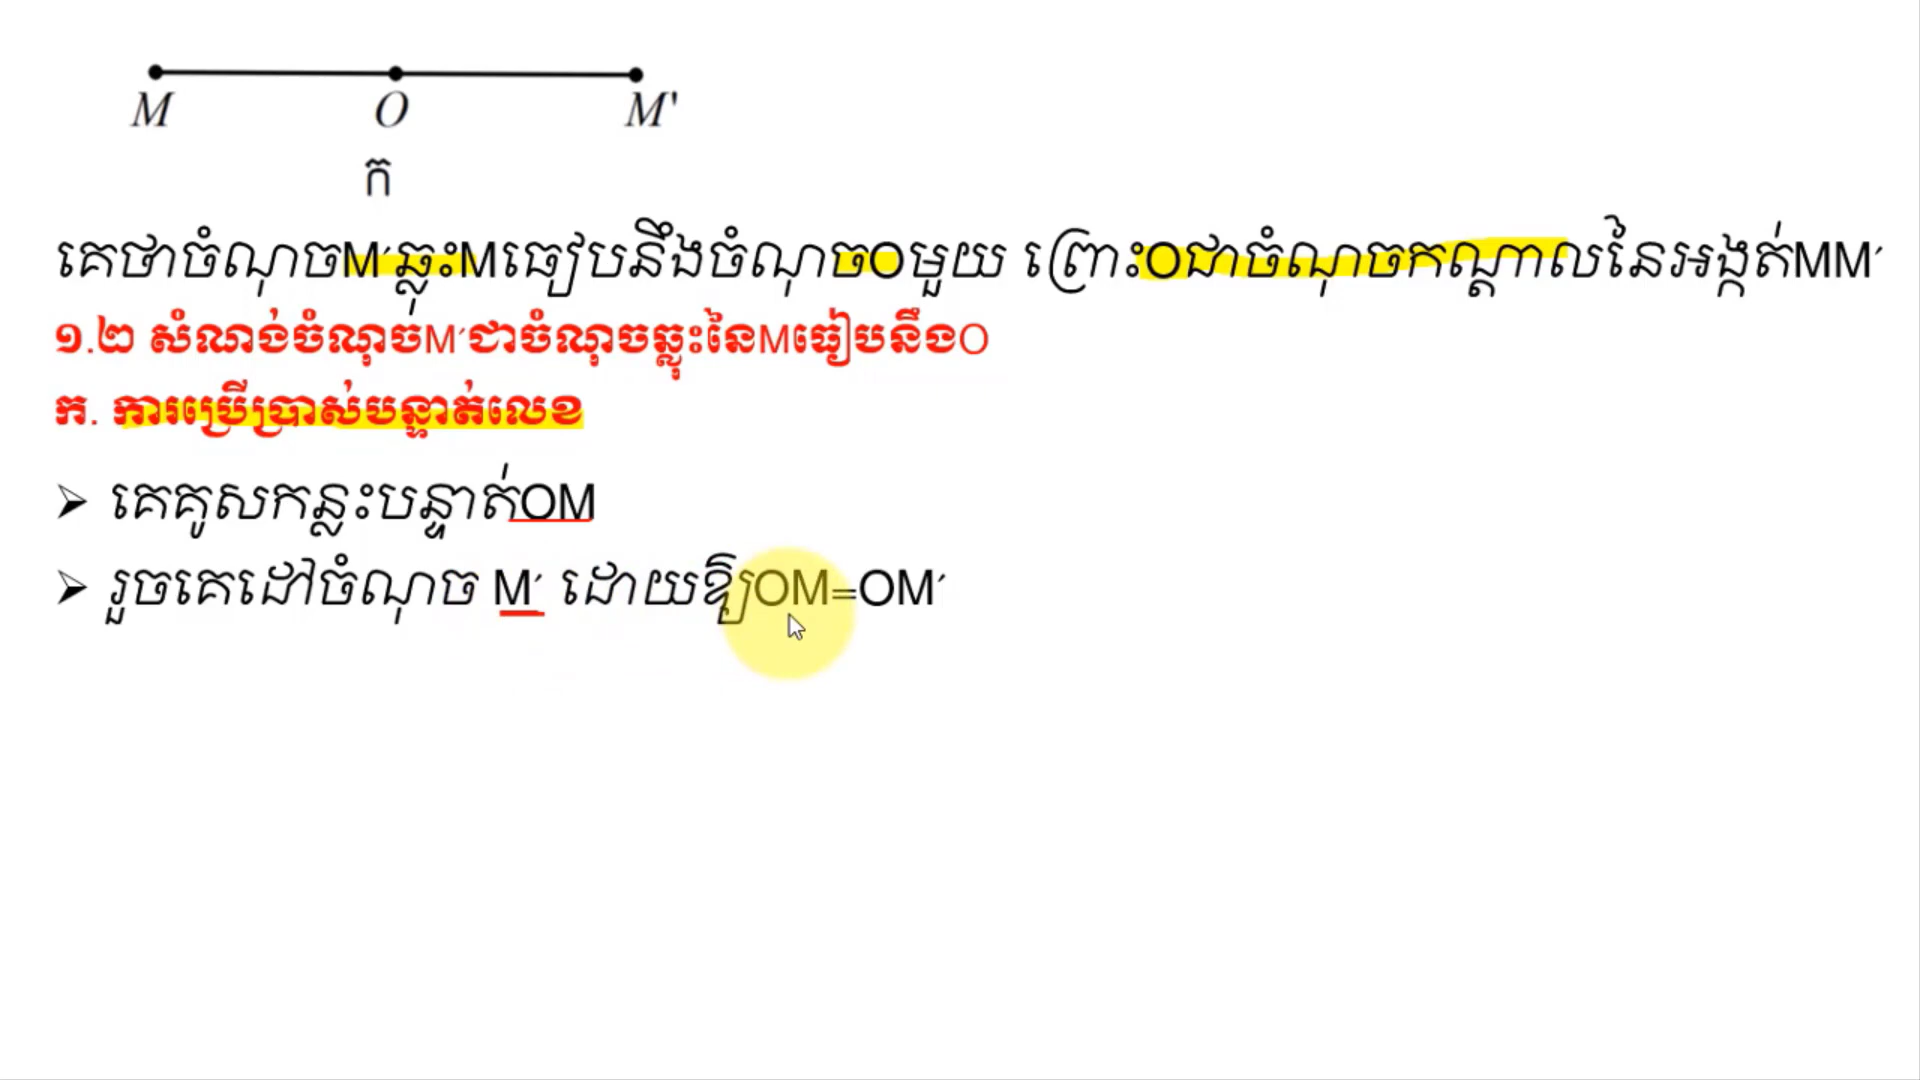 M O M'
ក
គេថាចំណុចM′ឆ្លុះMធៀបនឹងចំណុចOមួយ ព្រោះOជាចំណុចកណ្តាលនៃអង្កត់MM′
១.២ សំណង់ចំណុចM′ជាចំណុចឆ្លុះនៃMធៀបនឹងO
ក. ការប្រើប្រាស់បន្ទាត់លេខ
➢ គេគូសកន្លះបន្ទាត់OM
➢ រួចគេដៅចំណុច M′ ដោយឱ្យOM=OM′